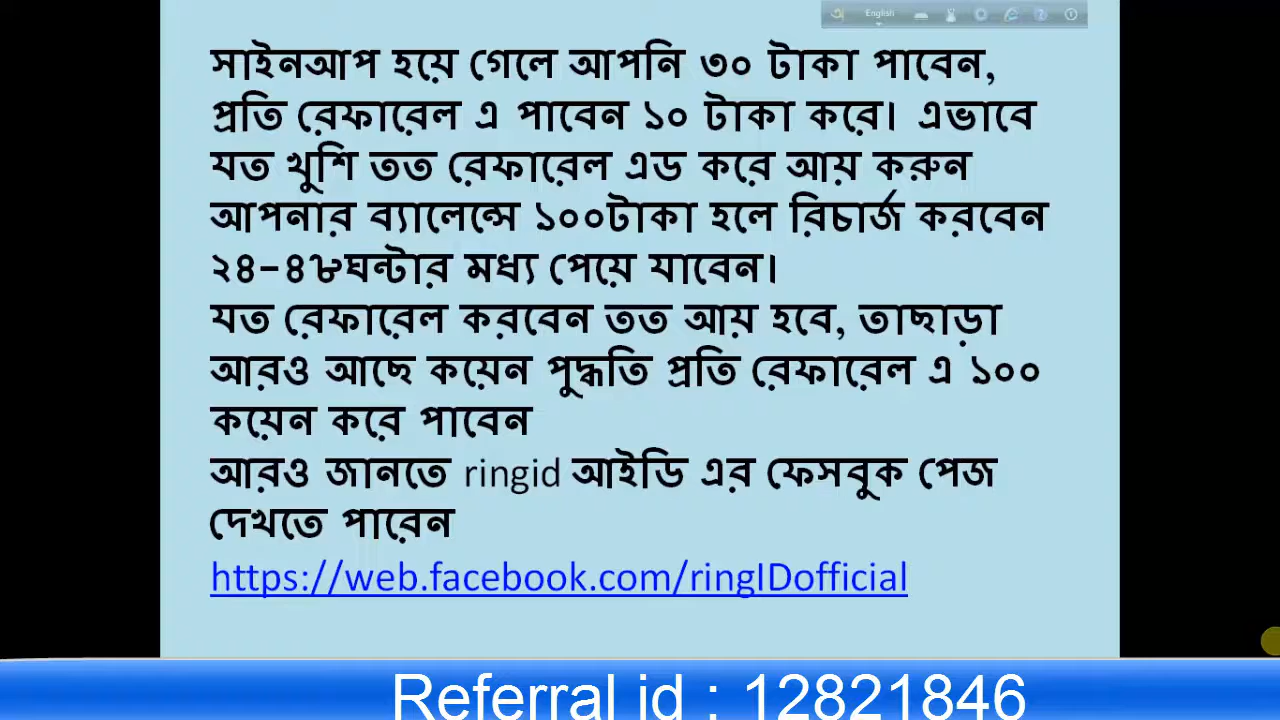 অ English
সাইনআপ হয়ে গেলে আপনি ৩০ টাকা পাবেন,
প্রতি রেফারেল এ পাবেন ১০ টাকা করে। এভাবে
যত খুশি তত রেফারেল এড করে আয় করুন
আপনার ব্যালেন্সে ১০০টাকা হলে রিচার্জ করবেন
২৪-৪৮ঘন্টার মধ্য পেয়ে যাবেন।
যত রেফারেল করবেন তত আয় হবে, তাছাড়া
আরও আছে কয়েন পুদ্ধতি প্রতি রেফারেল এ ১০০
কয়েন করে পাবেন
আরও জানতে ringid আইডি এর ফেসবুক পেজ
দেখতে পারেন
https://web.facebook.com/ringIDofficial
Referral id : 12821846